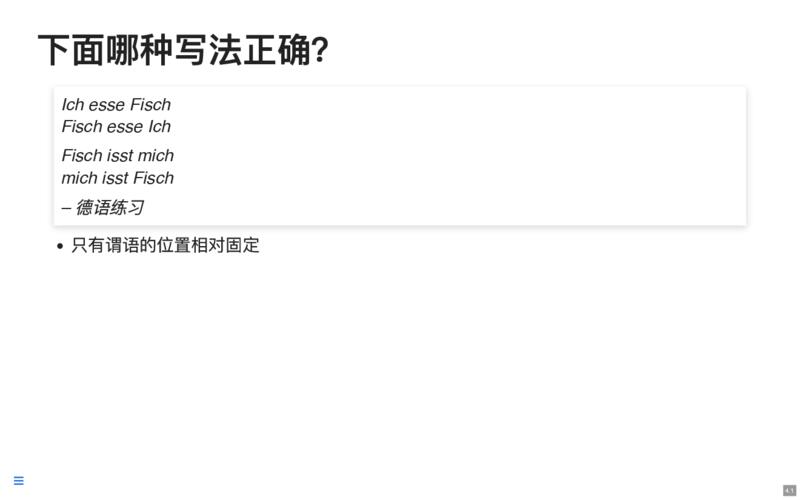 下面哪种写法正确?
Ich esse Fisch
Fisch esse Ich
Fisch isst mich
mich isst Fisch
– 德语练习
• 只有谓语的位置相对固定
4.1